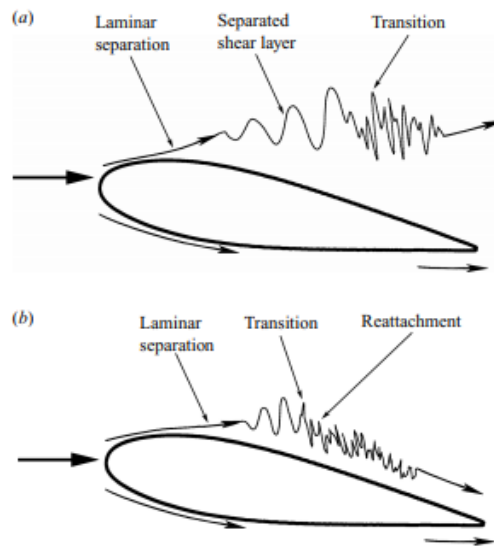 (a)
Laminar
separation
Separated
shear layer
Transition
(b)
Laminar
separation
Transition
Reattachment